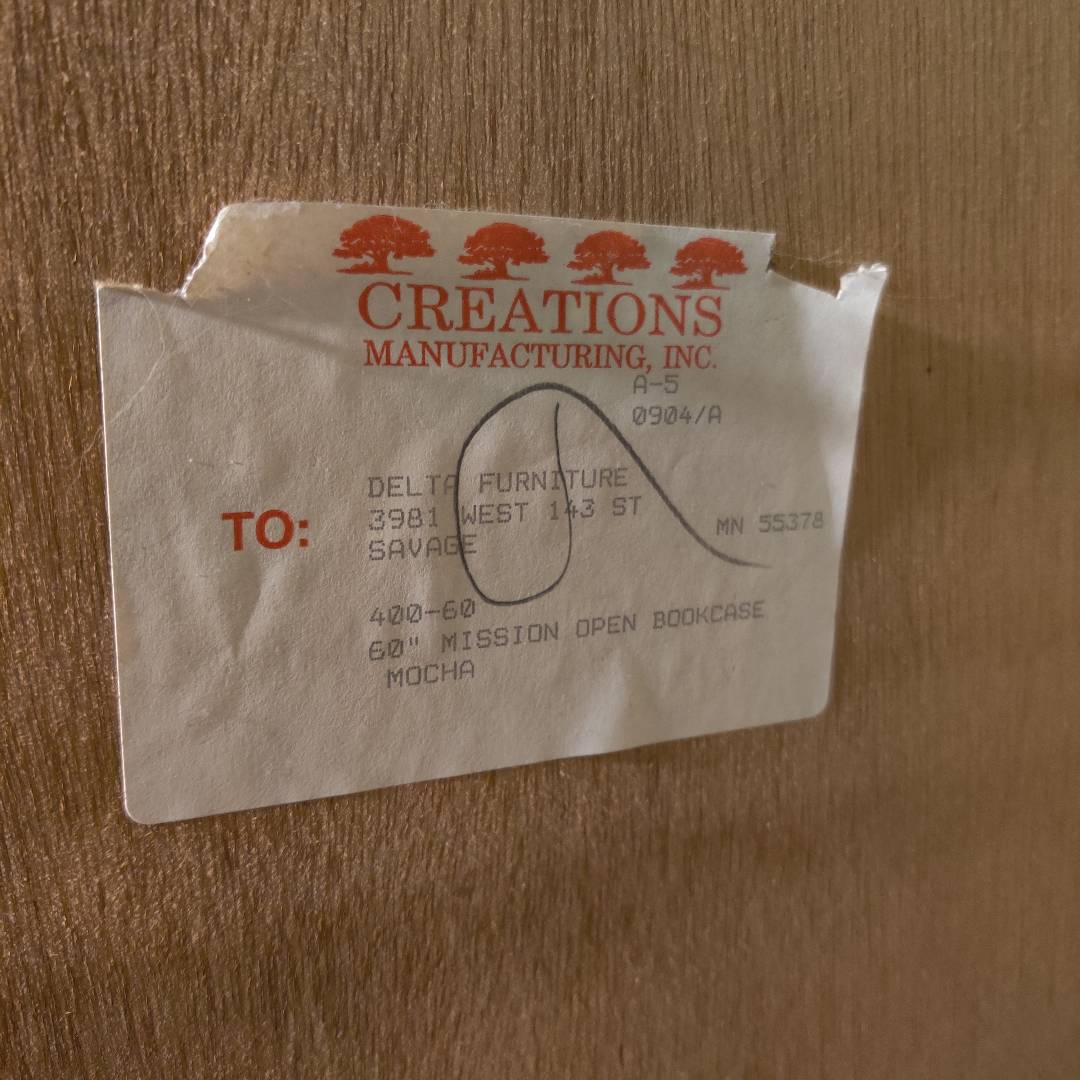 CREATIONS
MANUFACTURING, INC.
A-5
0904/A
TO:
DELTA FURNITURE
3981 WEST 143 ST
SAVAGE MN 55378
400-60
60" MISSION OPEN BOOKCASE
MOCHA